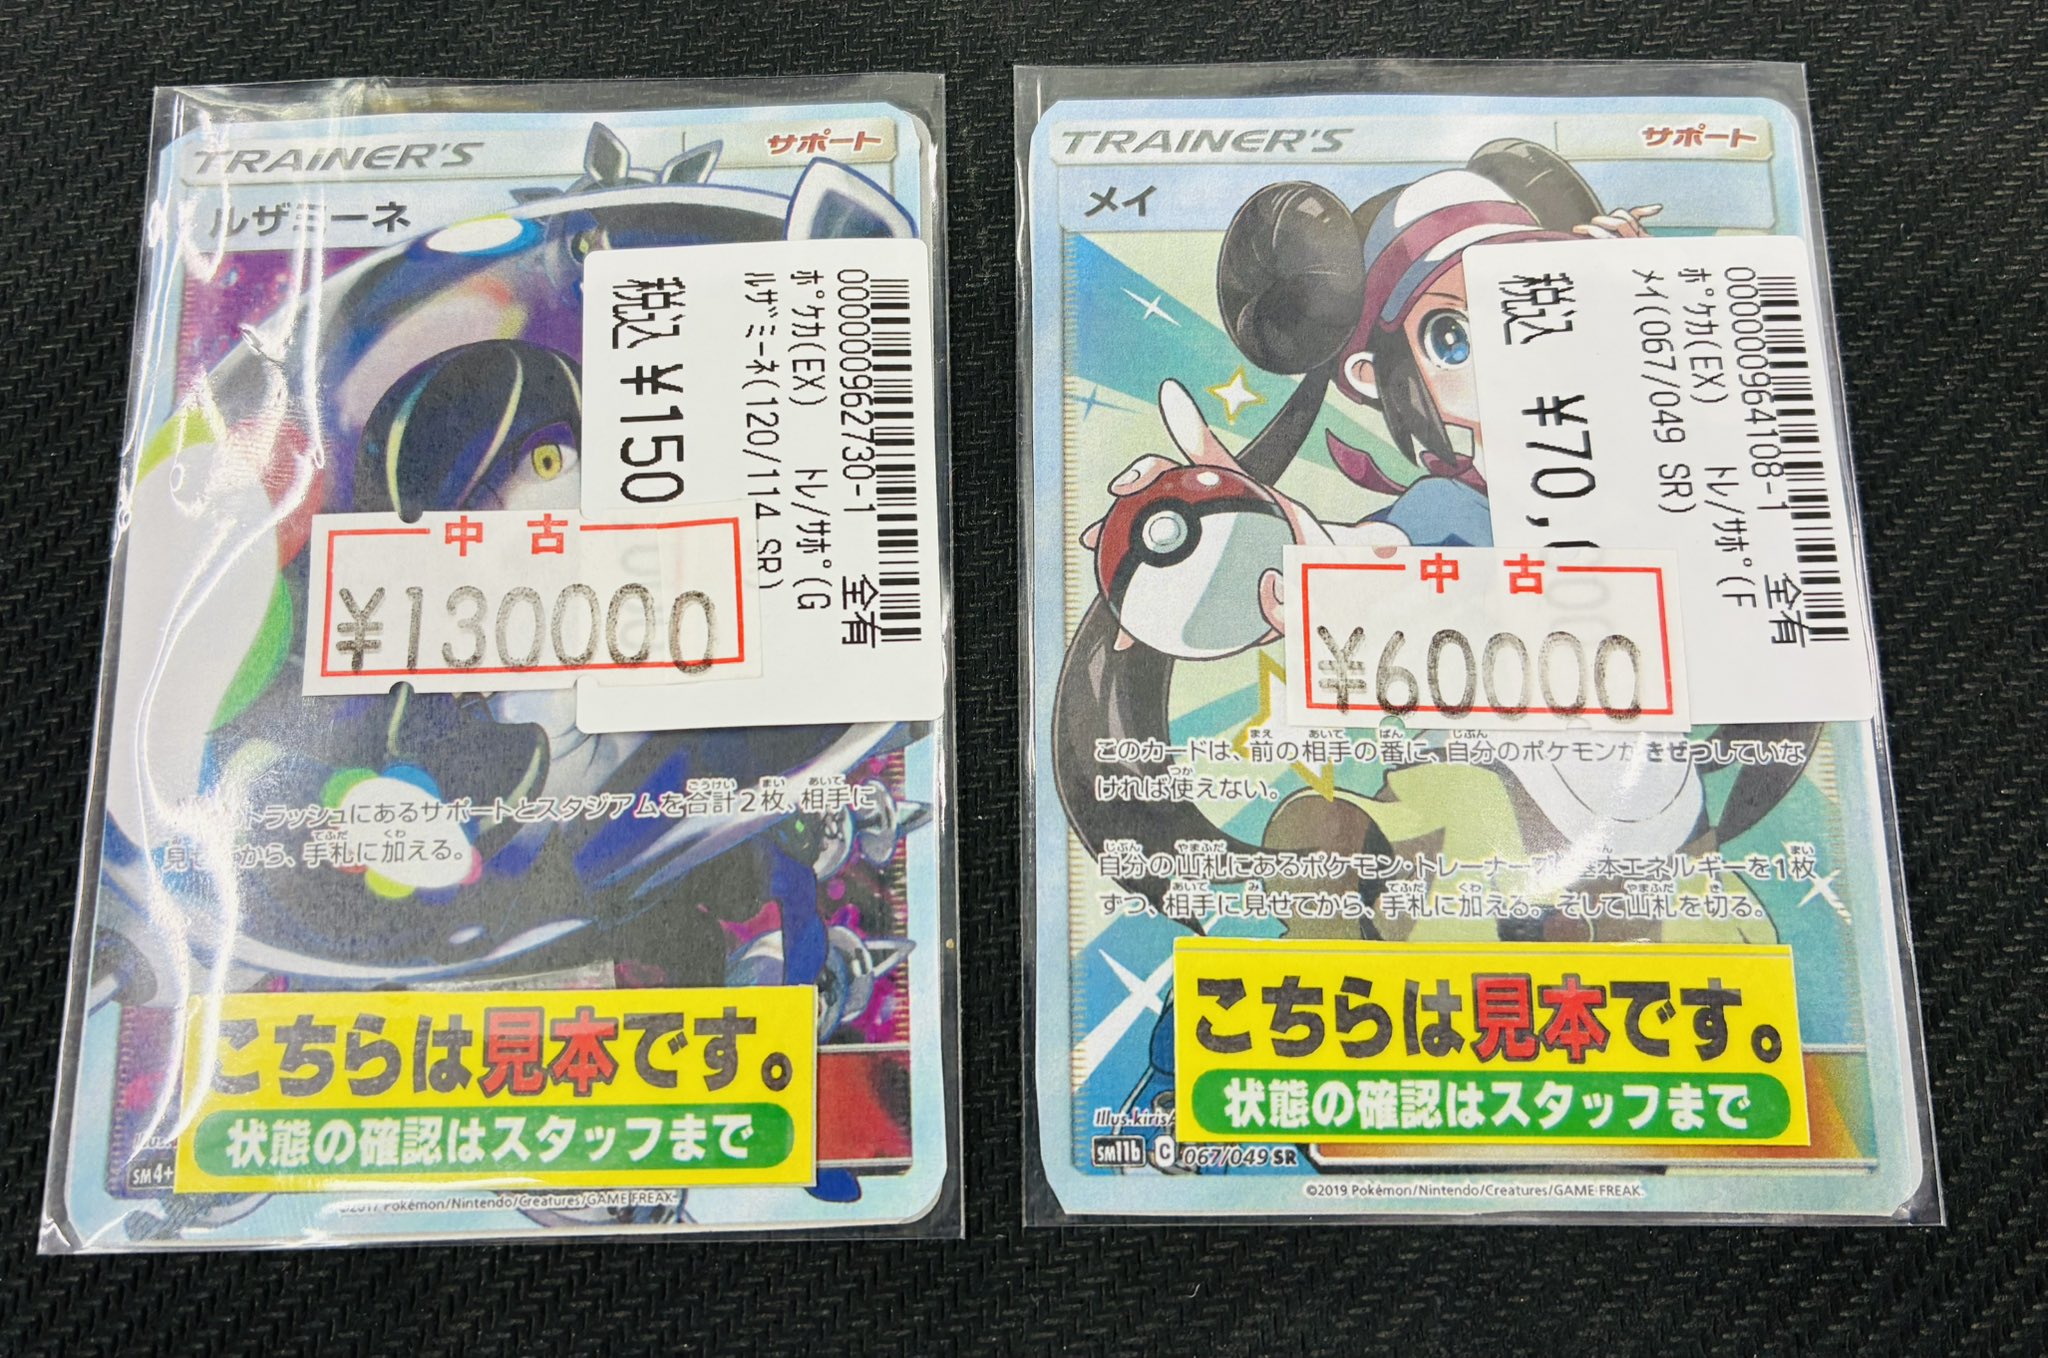 TRAINER'S
サポート
ルザミーネ
0000000962730-1 全有
ポケカ(EX) トレ/サポ(G
ルザミーネ(120/114 SR)
税込 ¥150
中古
¥130000
トラッシュにあるサポートとスタジアムを合計2枚、相手に
見せ から、手札に加える。
こちらは見本です。
状態の確認はスタッフまで
SM4+
©2017 Pokémon/Nintendo/Creatures/GAME FREAK.
TRAINER'S
サポート
メイ
0000000964108-1 全有
ポケカ(EX) トレ/サポ(F
メイ(067/049 SR)
税込 ¥70,
中古
¥60000
このカードは、前の相手の番に、自分のポケモンがきぜつしていな
ければ使えない。
自分の山札にあるポケモン・トレーナー 基本エネルギーを1枚
ずつ、相手に見せてから、手札に加える。そして山札を切る。
こちらは見本です。
状態の確認はスタッフまで
Illus.kiris
SM11b C 067/049 SR
©2019 Pokémon/Nintendo/Creatures/GAME FREAK.